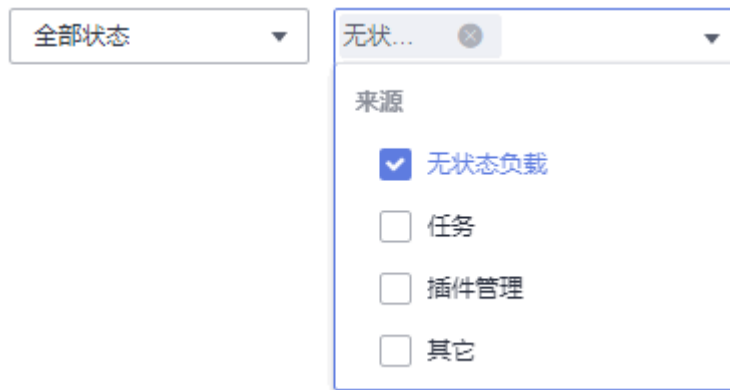 全部状态
无状...
来源
无状态负载
任务
插件管理
其它